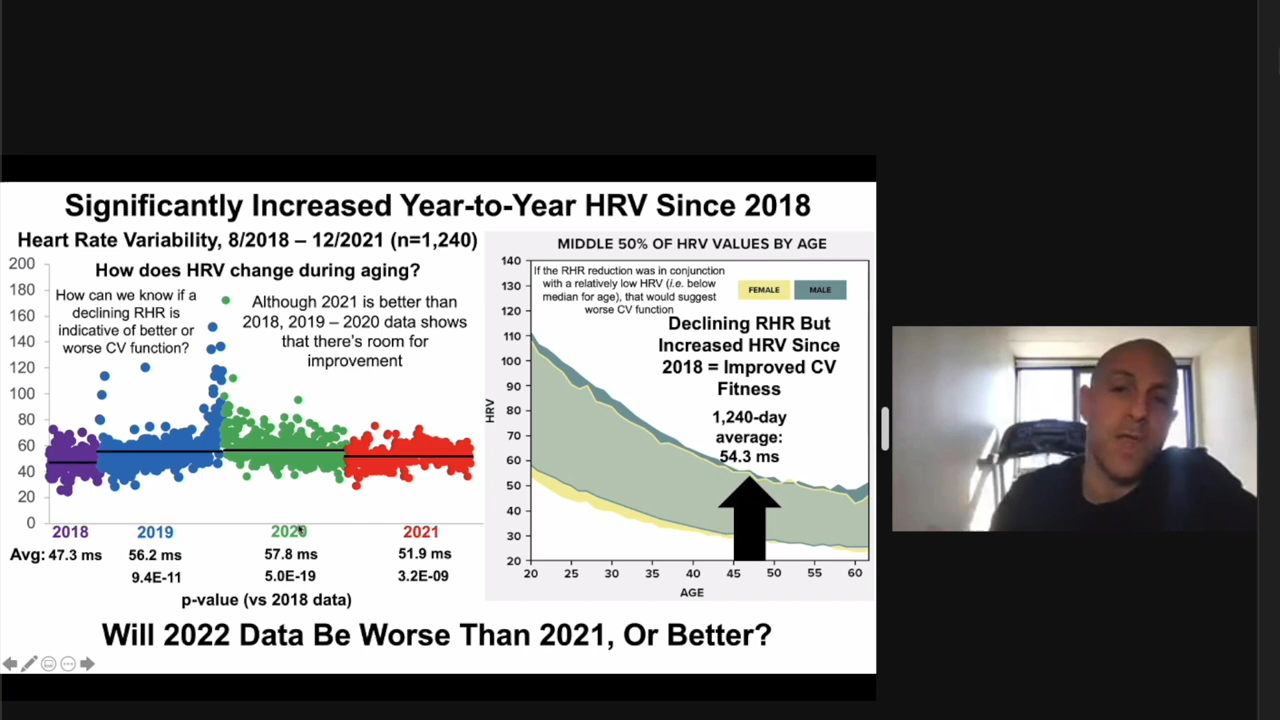 Significantly Increased Year-to-Year HRV Since 2018
Heart Rate Variability, 8/2018 – 12/2021 (n=1,240)
200
180
160
140
120
100
80
60
40
20
0
How does HRV change during aging?
How can we know if a
declining RHR is
indicative of better or
worse CV function?
Although 2021 is better than
2018, 2019 – 2020 data shows
that there's room for
improvement
2018
2019
2020
2021
Avg: 47.3 ms
56.2 ms
57.8 ms
51.9 ms
9.4E-11
5.0E-19
3.2E-09
p-value (vs 2018 data)
MIDDLE 50% OF HRV VALUES BY AGE
140
130
120
110
100
90
80
70
60
50
40
30
20
HRV
If the RHR reduction was in conjunction
with a relatively low HRV (i.e. below
median for age), that would suggest
worse CV function
FEMALE
MALE
Declining RHR But
Increased HRV Since
2018 = Improved CV
Fitness
1,240-day
average:
54.3 ms
20
25
30
35
40
45
50
55
60
AGE
Will 2022 Data Be Worse Than 2021, Or Better?